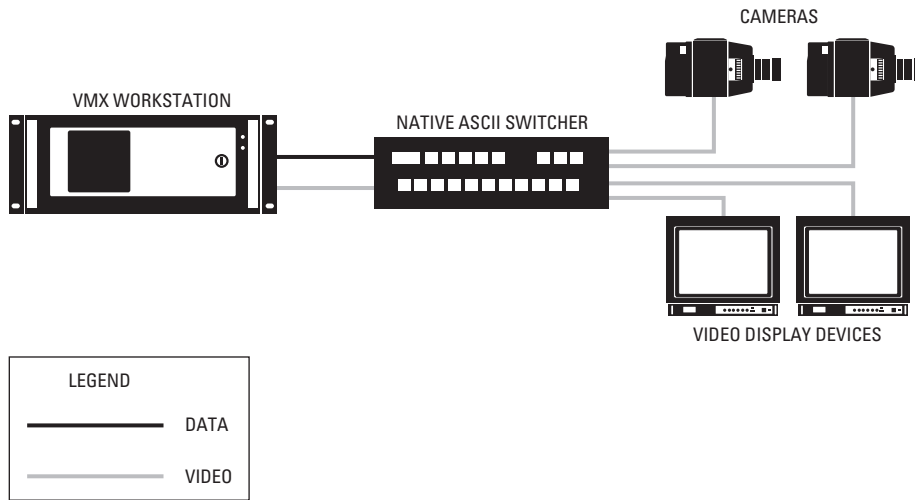 CAMERAS
VMX WORKSTATION
NATIVE ASCII SWITCHER
VIDEO DISPLAY DEVICES
LEGEND
DATA
VIDEO